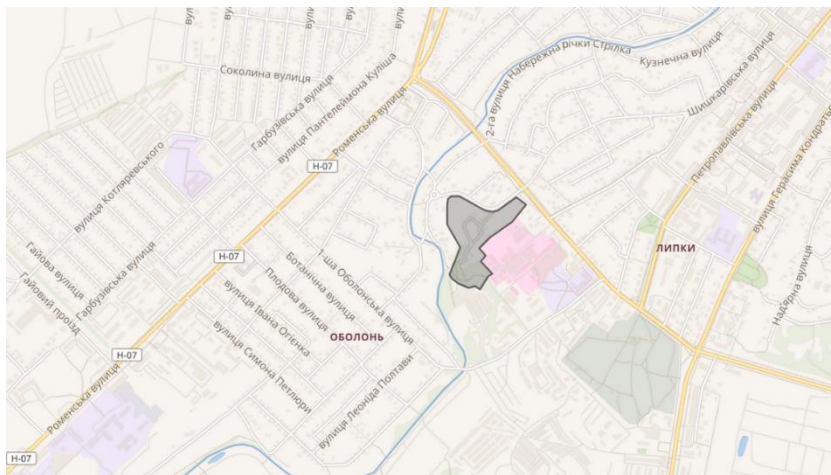 Соколина вулиця
Гарбузівська вулиця
вулиця Пантелеймона Куліша
Роменська вулиця
2-га вулиця Набережна річки Стрілка
Кузнечна вулиця
Шишкарівська вулиця
Петропавлівська вулиця
вулиця Герасима Кондрать
Н-07
вулиця Котляревського
Гайова вулиця
Гайовий проїзд
Гарбузівська вулиця
Н-07
1-ша Оболонська вулиця
Ботанічна вулиця
Плодова вулиця
вулиця Івана Огієнка
вулиця Симона Петлюри
ОБОЛОНЬ
ЛИПКИ
Над'ярна вулиця
Н-07
Роменська вулиця
вулиця Леоніда Полтави
Н-07